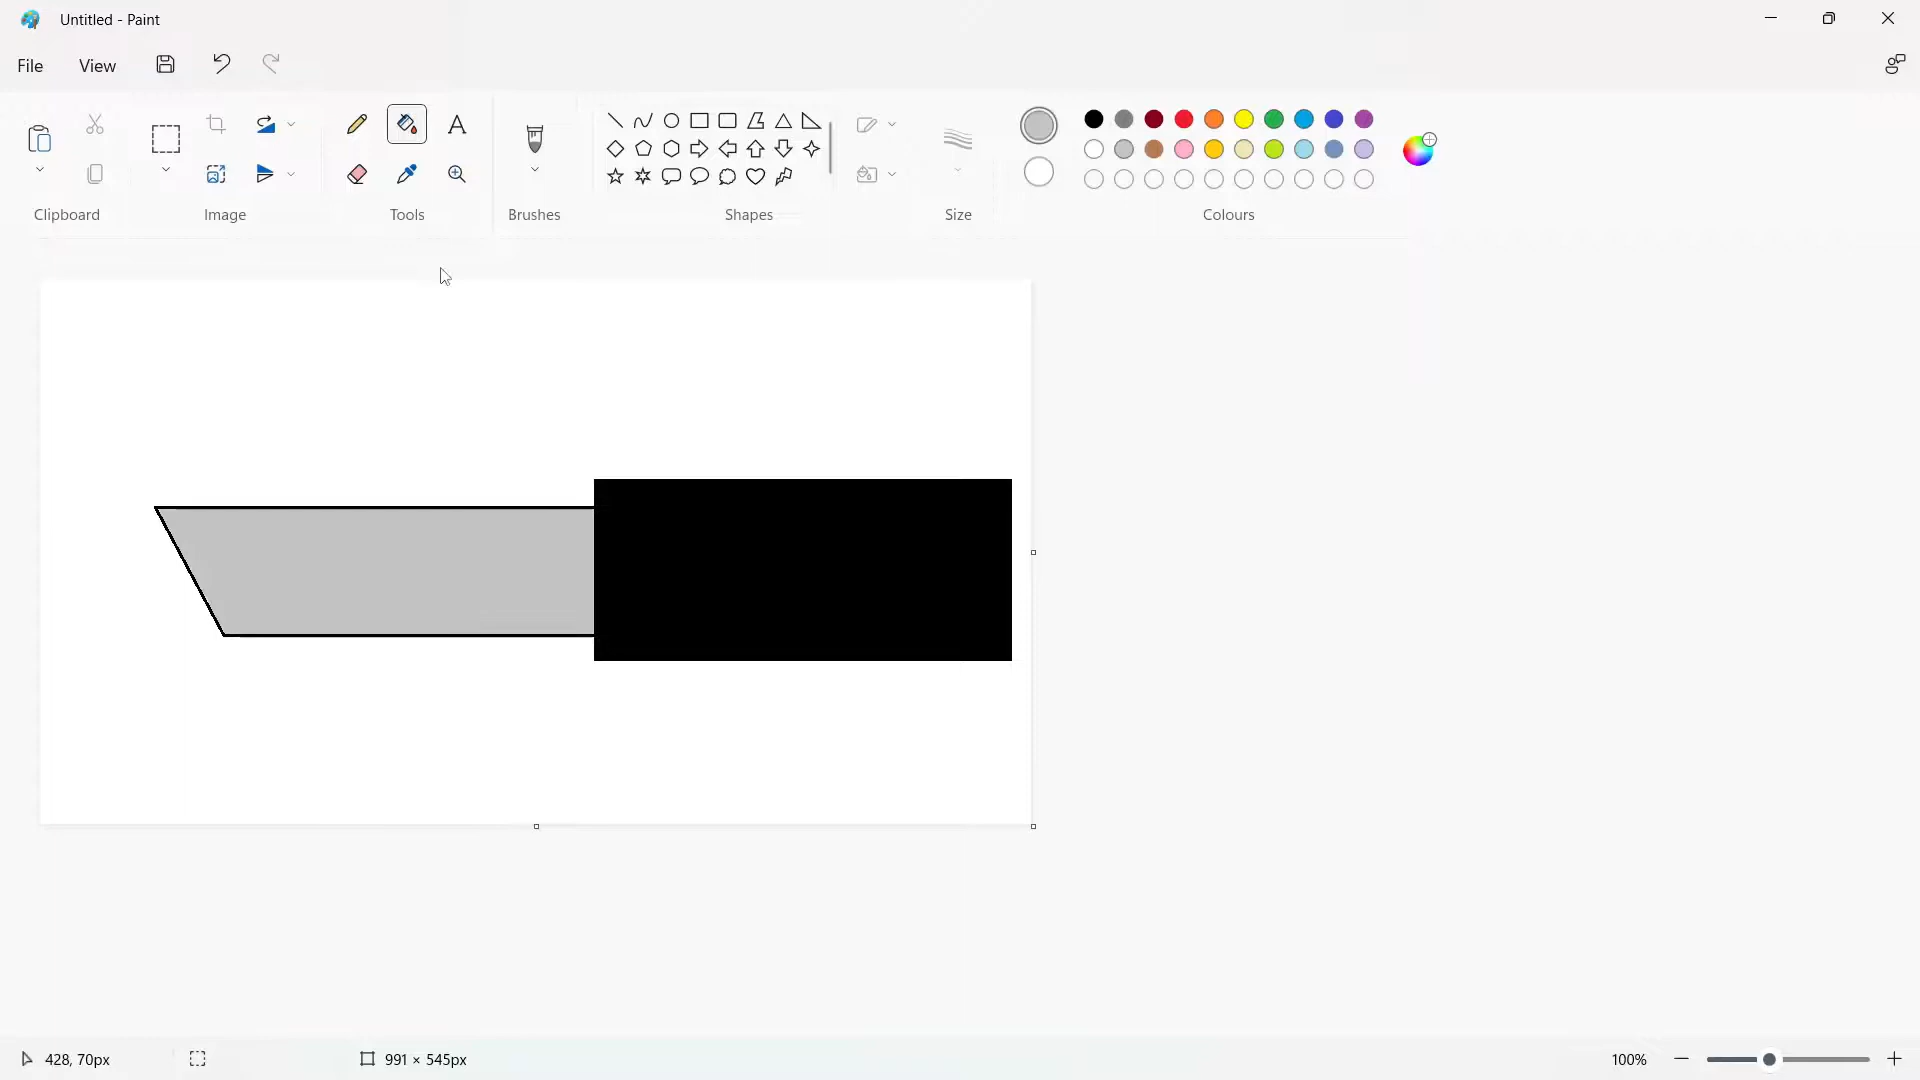 Untitled - Paint
File View
Clipboard Image Tools Brushes Shapes Size Colours
428, 70px 991 × 545px 100%